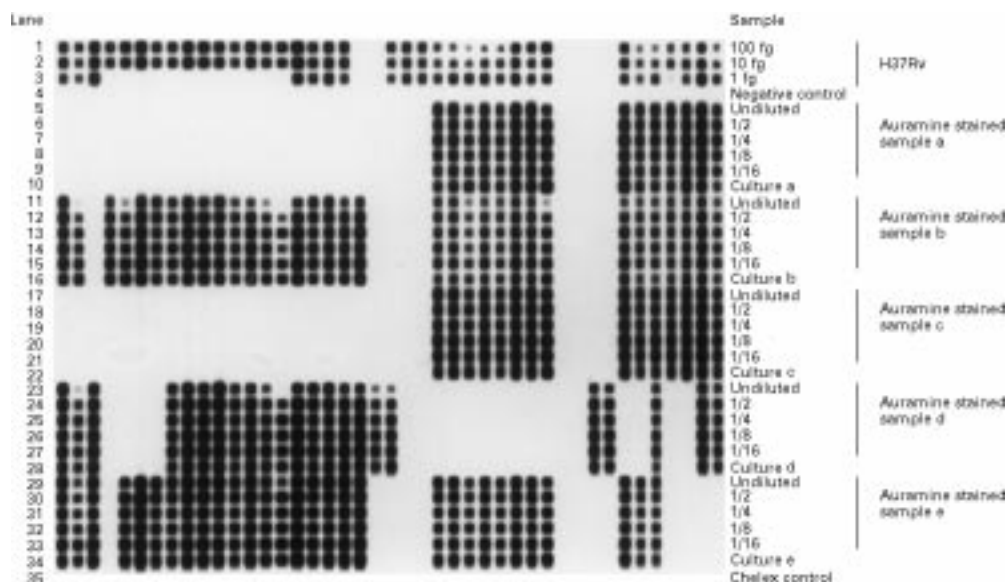 Lane Sample
1 100 fg
2 10 fg H37Rv
3 1 fg
4 Negative control
5 Undiluted
6 1/2 Auramine stained
7 1/4 sample a
8 1/8
9 1/16
10 Culture a
11 Undiluted
12 1/2 Auramine stained
13 1/4 sample b
14 1/8
15 1/16
16 Culture b
17 Undiluted
18 1/2 Auramine stained
19 1/4 sample c
20 1/8
21 1/16
22 Culture c
23 Undiluted
24 1/2 Auramine stained
25 1/4 sample d
26 1/8
27 1/16
28 Culture d
29 Undiluted
30 1/2 Auramine stained
31 1/4 sample e
32 1/8
33 1/16
34 Culture e
35 Chelex control